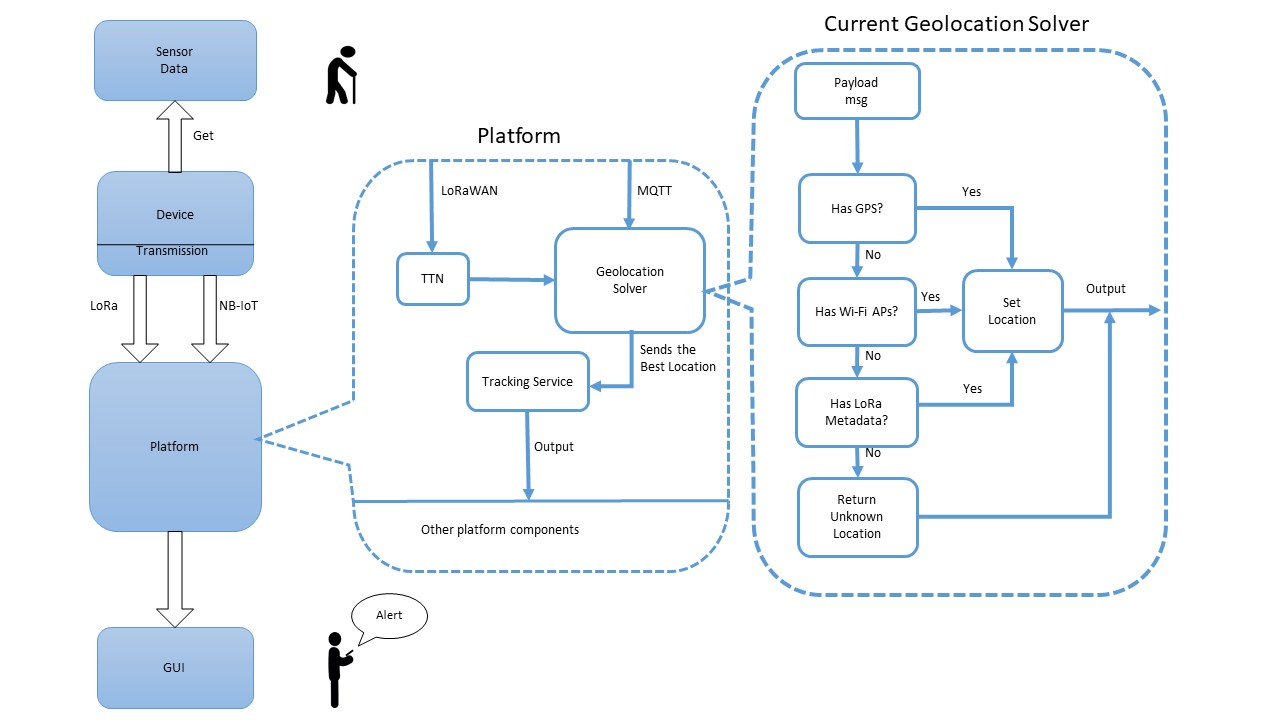 Sensor
Data
Get
Device
Transmission
LoRa
NB-IoT
Platform
GUI
Alert
Platform
LoRaWAN
MQTT
TTN
Geolocation
Solver
Sends the
Best Location
Tracking Service
Output
Other platform components
Current Geolocation Solver
Payload
msg
Has GPS?
Yes
No
Has Wi-Fi APs?
Yes
Set
Location
Output
No
Has LoRa
Metadata?
Yes
No
Return
Unknown
Location